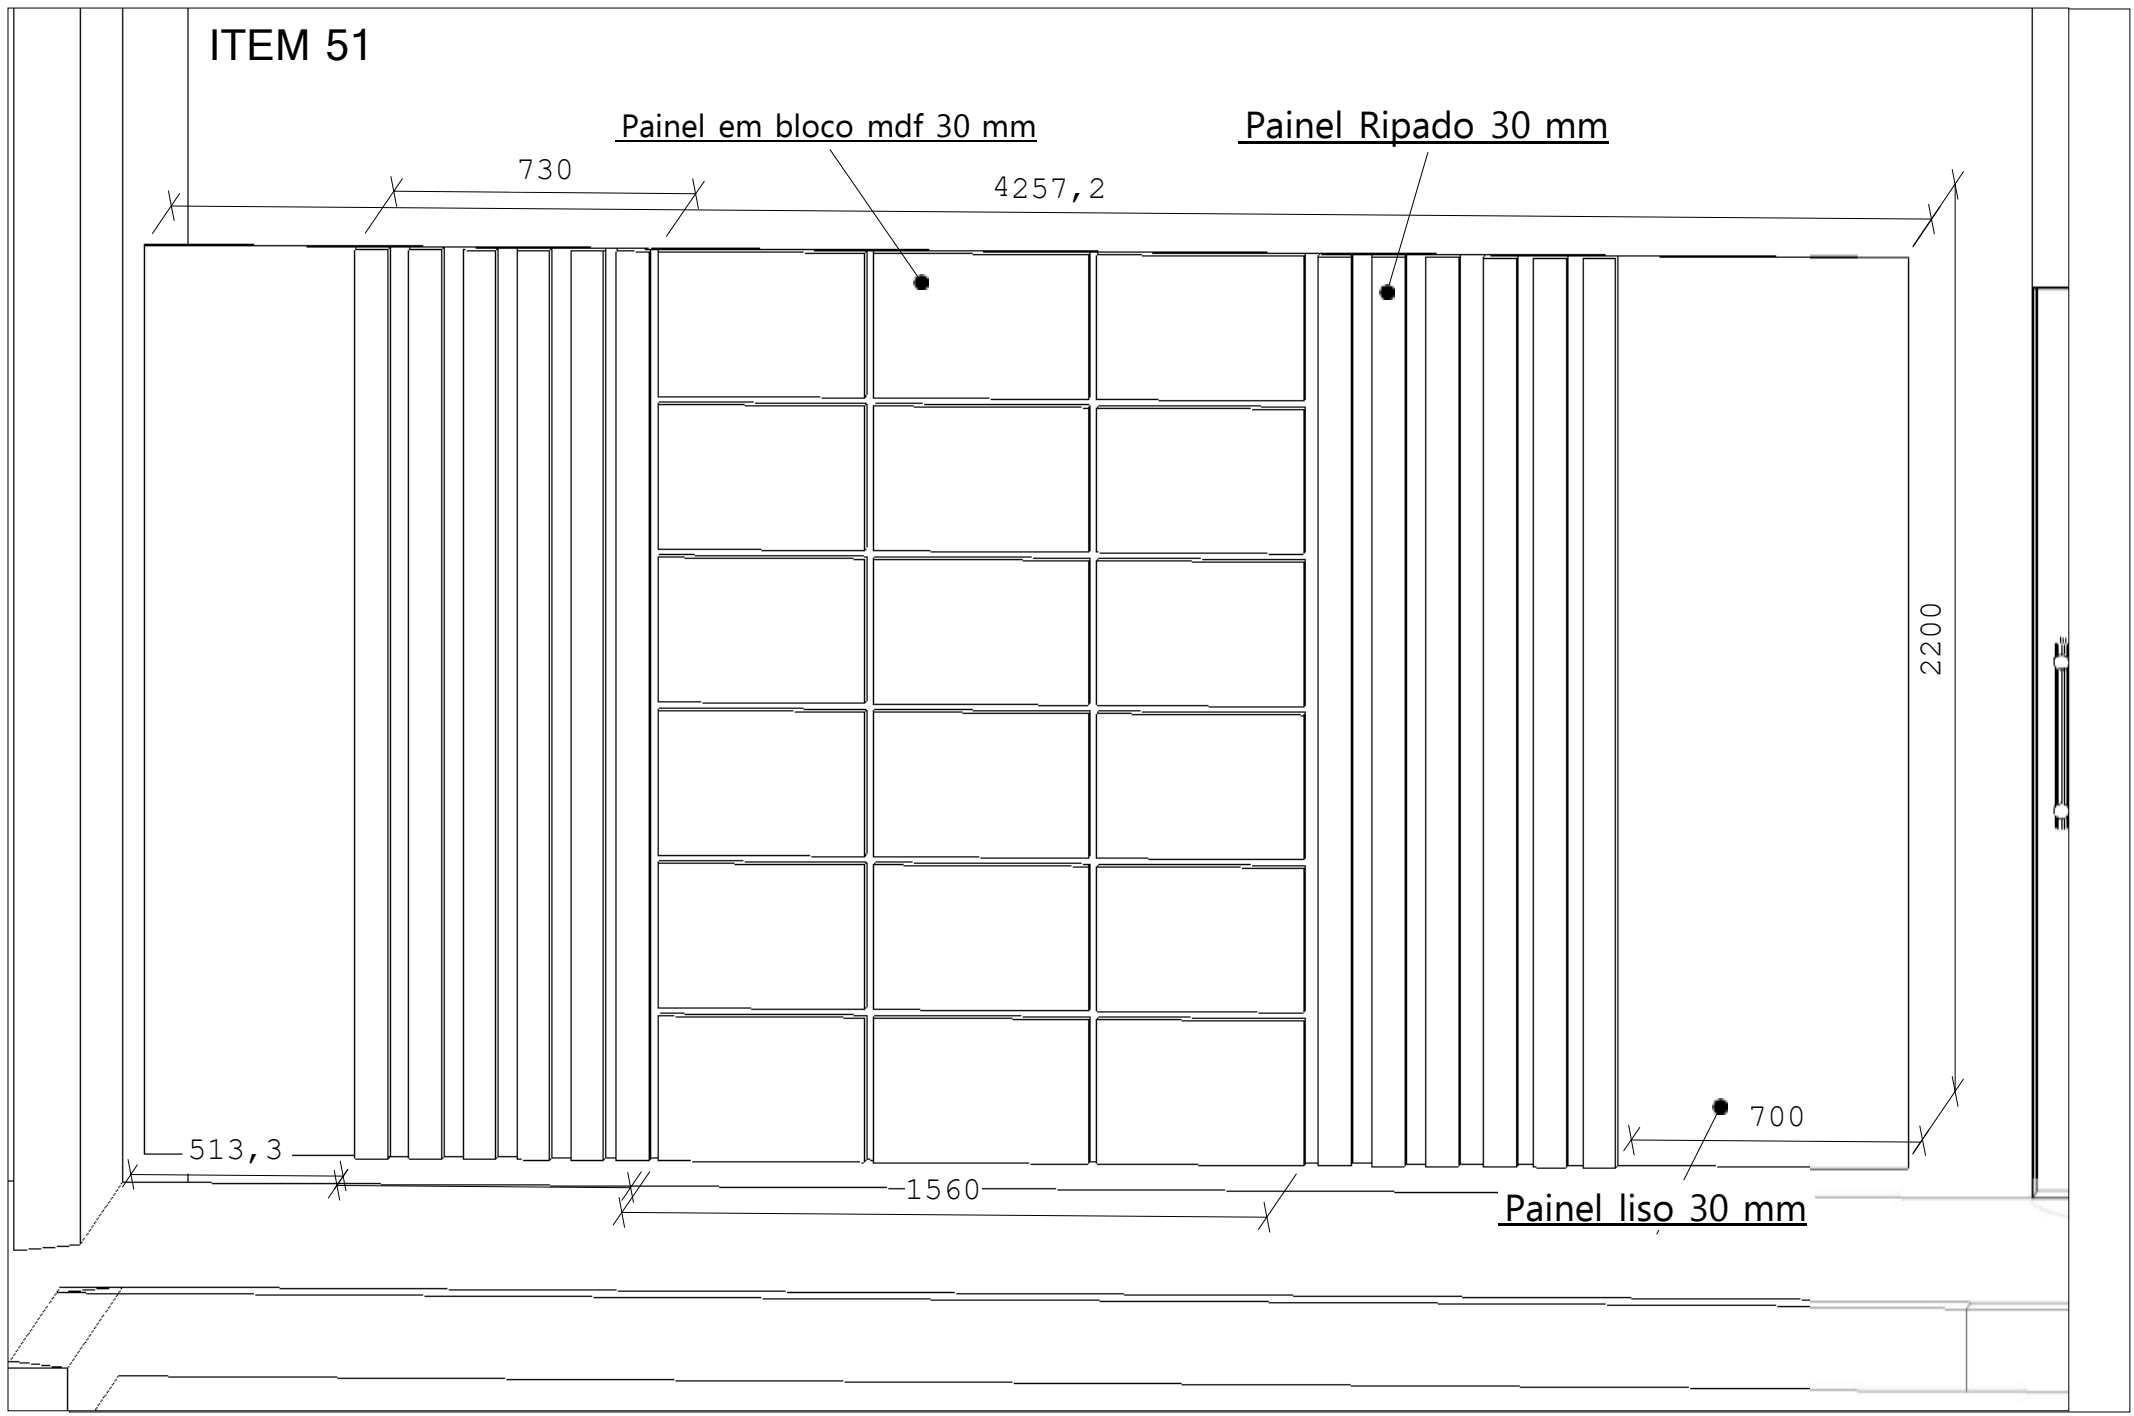 ITEM 51
Painel em bloco mdf 30 mm
Painel Ripado 30 mm
730
4257,2
2200
700
513,3
1560
Painel liso 30 mm